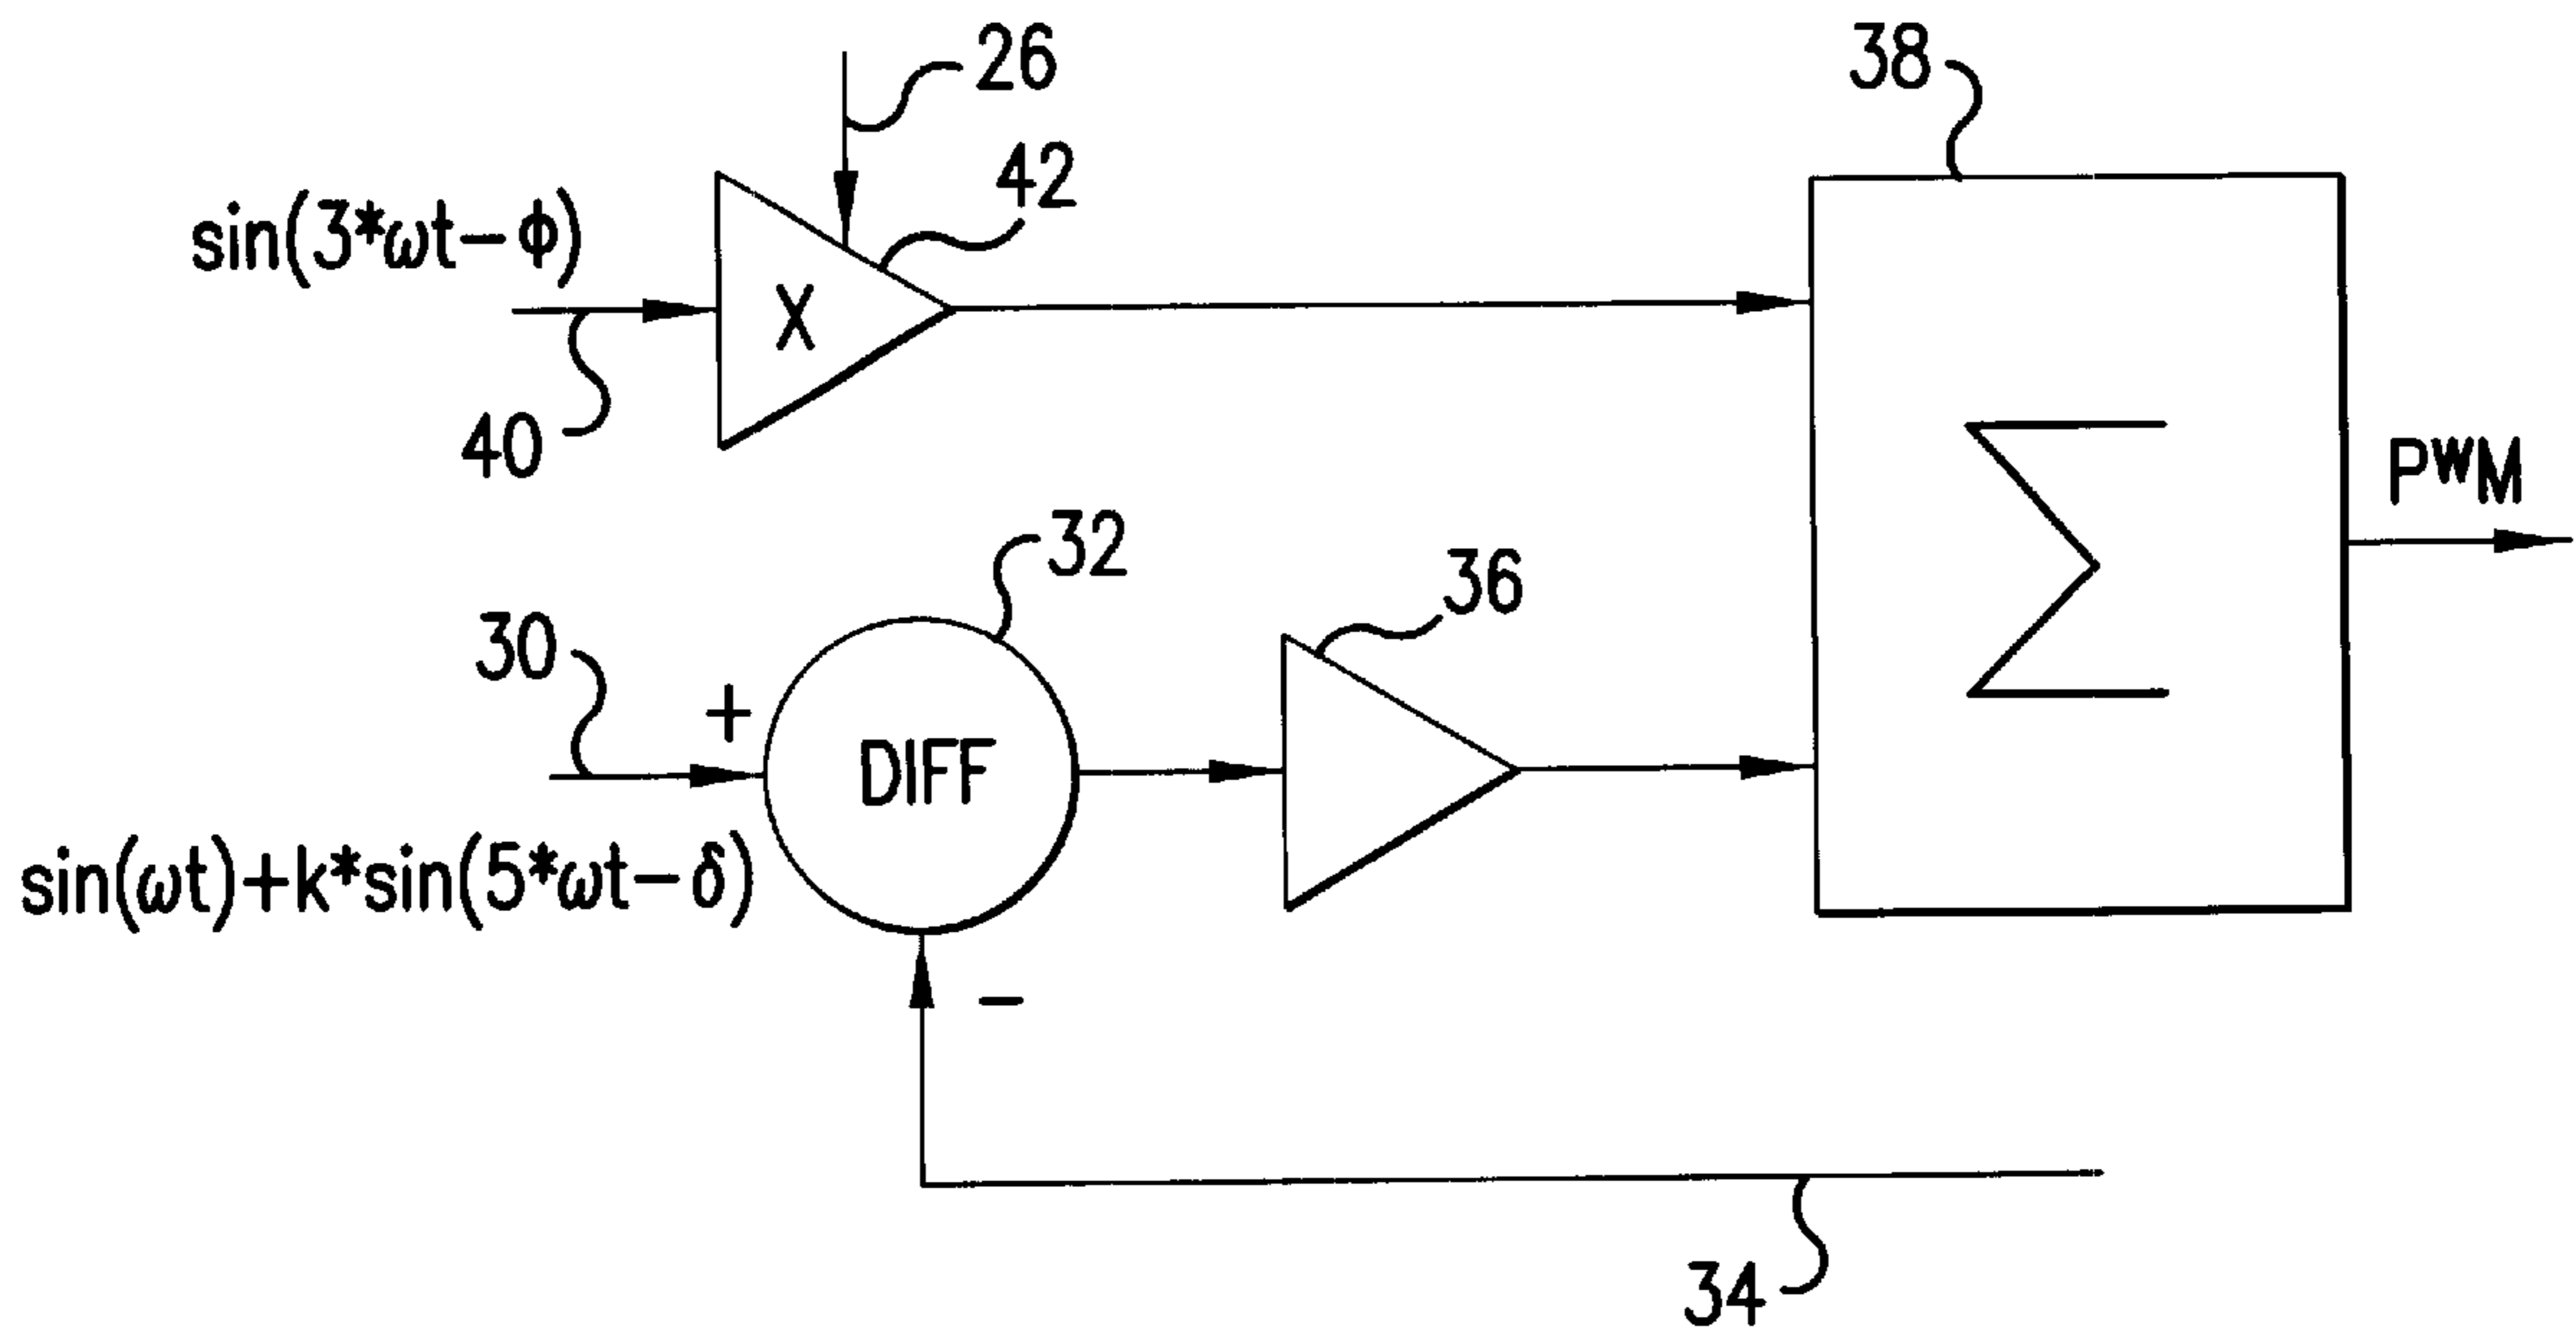 26
38
42
sin(3*ωt-ϕ)
X
40
PWM
32
36
30
+
DIFF
sin(ωt)+k*sin(5*ωt-δ)
-
34
Σ